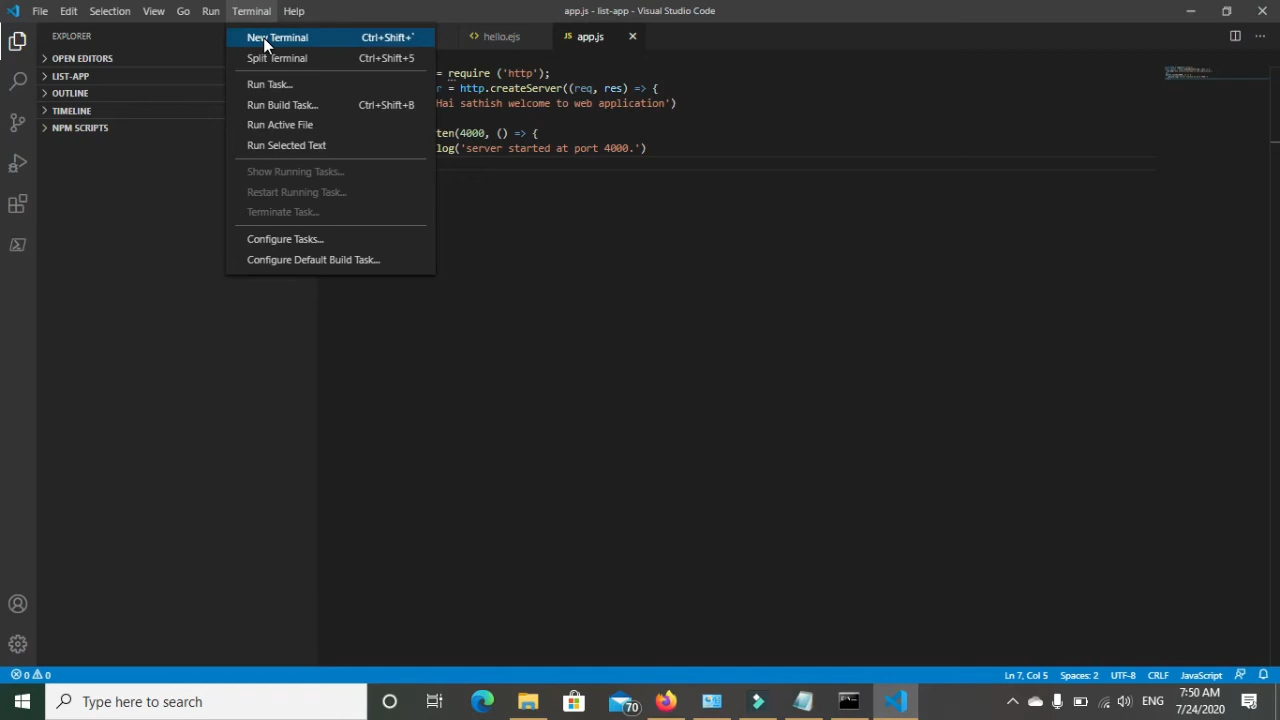 File Edit Selection View Go Run Terminal Help
app.js - list-app - Visual Studio Code
EXPLORER
OPEN EDITORS
LIST-APP
OUTLINE
TIMELINE
NPM SCRIPTS
New Terminal Ctrl+Shift+`
Split Terminal Ctrl+Shift+5
Run Task...
Run Build Task... Ctrl+Shift+B
Run Active File
Run Selected Text
Show Running Tasks...
Restart Running Task...
Terminate Task...
Configure Tasks...
Configure Default Build Task...
<> hello.ejs
JS app.js
= require ('http');
r = http.createServer((req, res) => {
Hai sathish welcome to web application')
ten(4000, () => {
log('server started at port 4000.')
0 0
Ln 7, Col 5 Spaces: 2 UTF-8 CRLF JavaScript
Type here to search
70
ENG
7:50 AM
7/24/2020